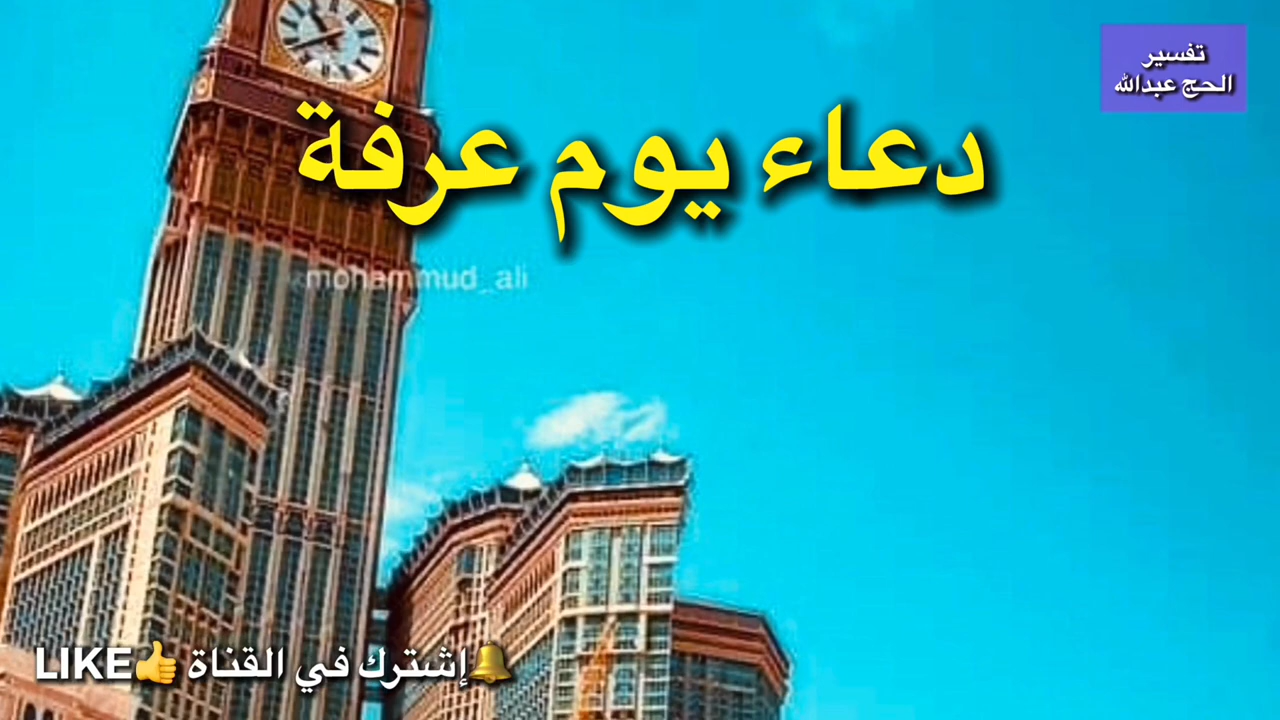 تفسير
الحج عبدالله
دعاء يوم عرفة
mohammud_ali
LIKE👍إشترك في القناة🔔